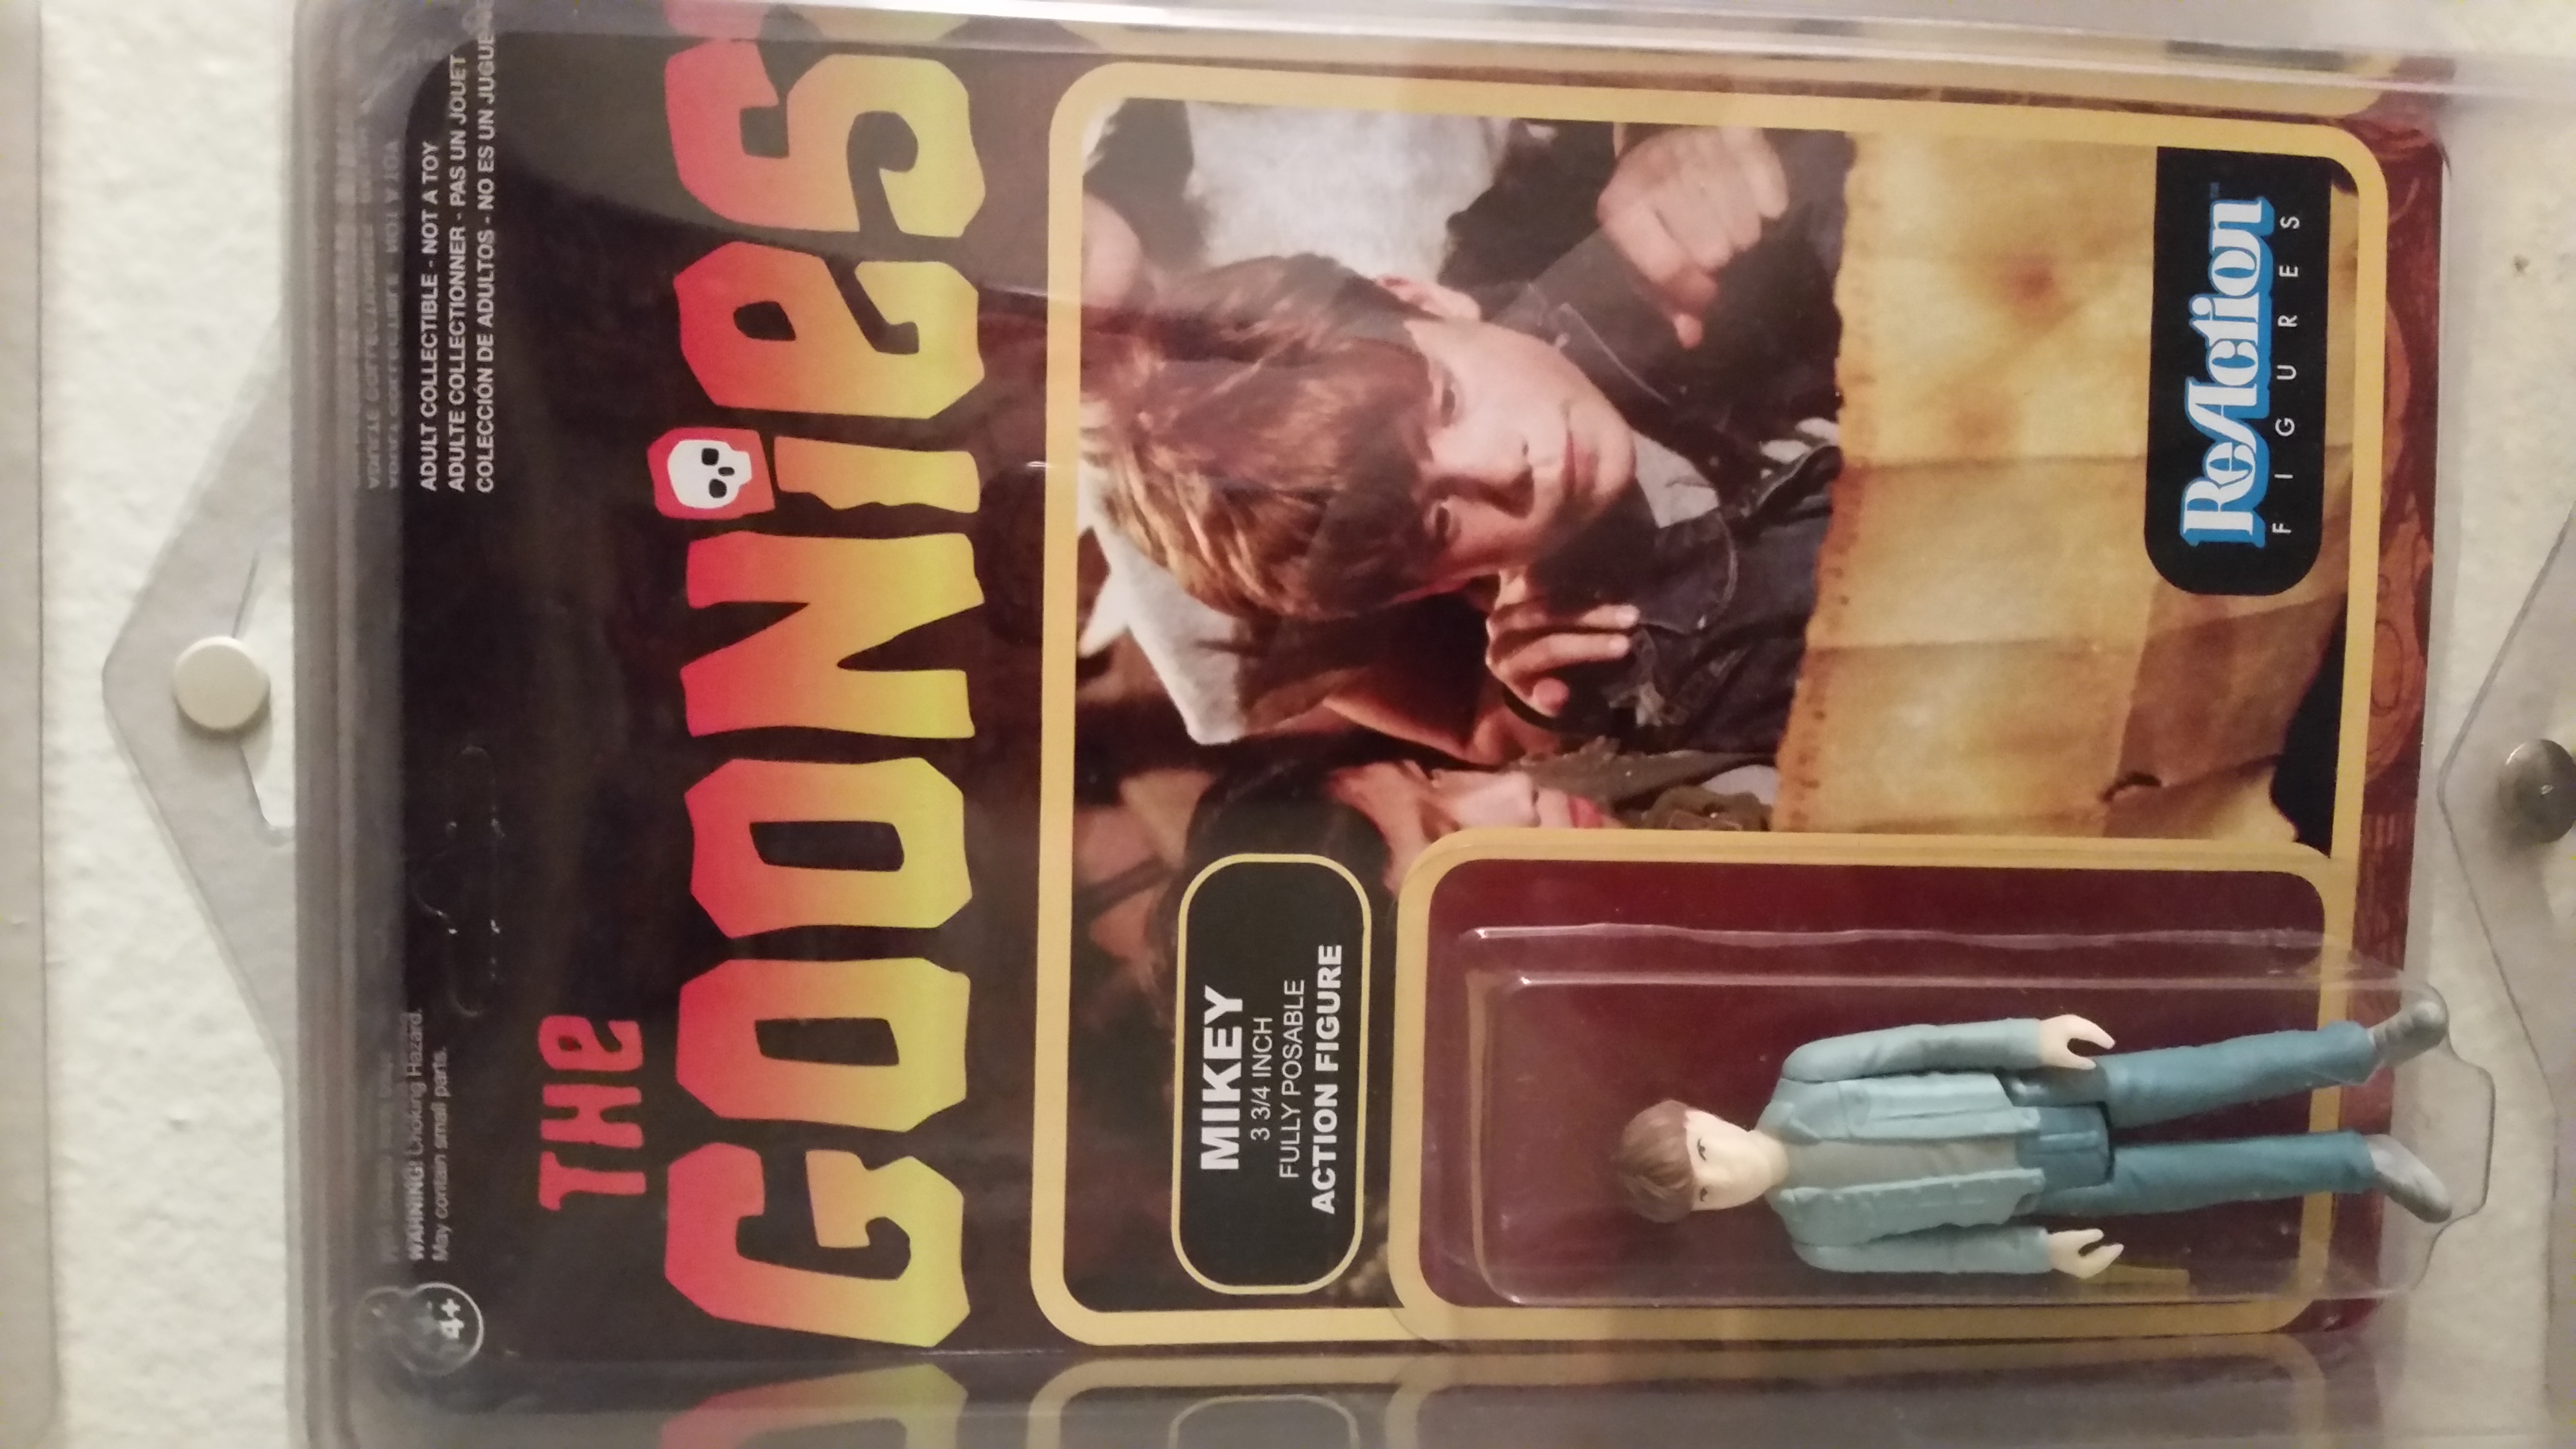 4+
WARNING! Choking Hazard.
May contain small parts.
ADULT COLLECTIBLE - NOT A TOY
ADULTE COLLECTIONNER - PAS UN JOUET
COLECCIÓN DE ADULTOS - NO ES UN JUGUE
THE
GOONIES
MIKEY
3 3/4 INCH
FULLY POSABLE
ACTION FIGURE
ReAction™
FIGURES